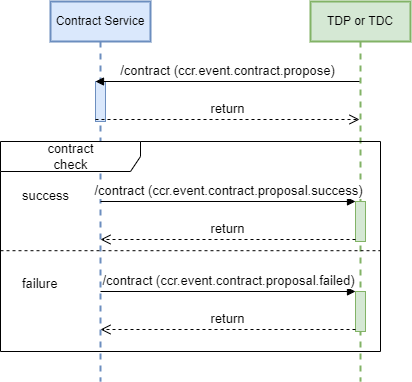 Contract Service
TDP or TDC
/contract (ccr.event.contract.propose)
return
contract
check
success
/contract (ccr.event.contract.proposal.success)
return
failure
/contract (ccr.event.contract.proposal.failed)
return